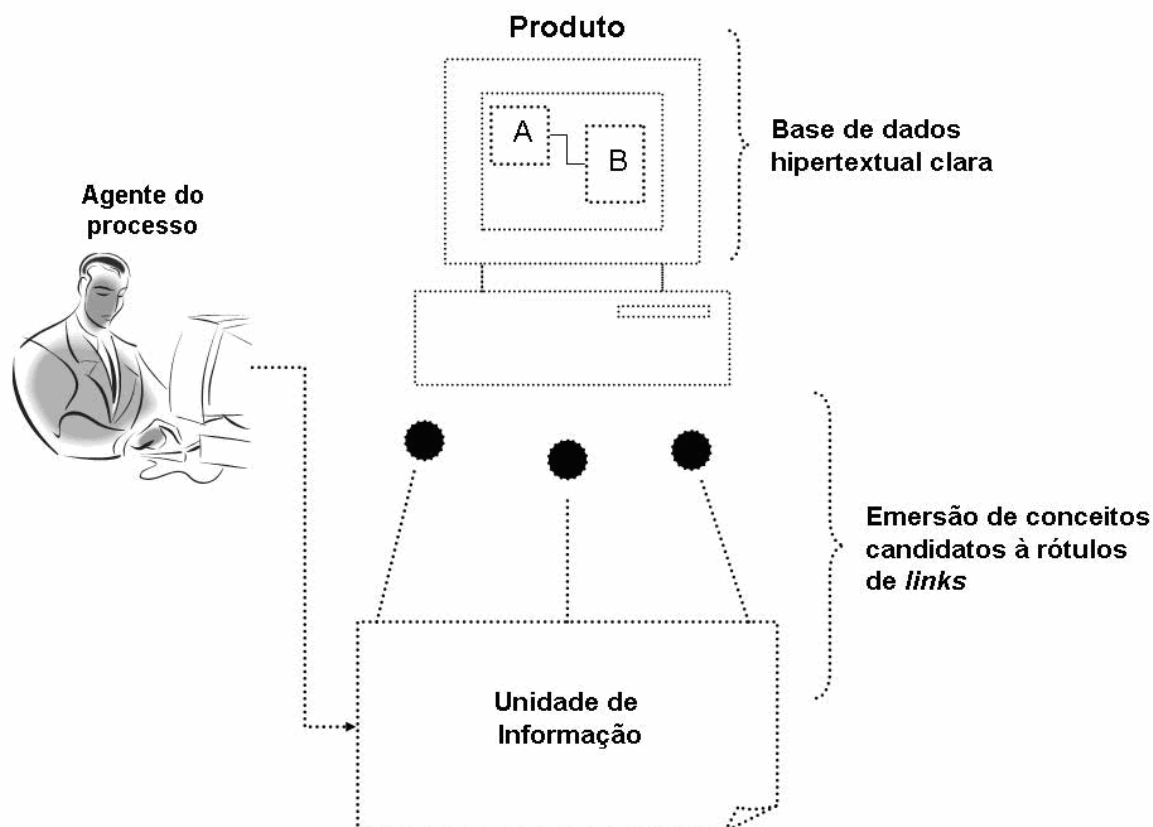 Produto
A
B
Base de dados
hipertextual clara
Agente do
processo
Emersão de conceitos
candidatos à rótulos
de links
Unidade de
Informação